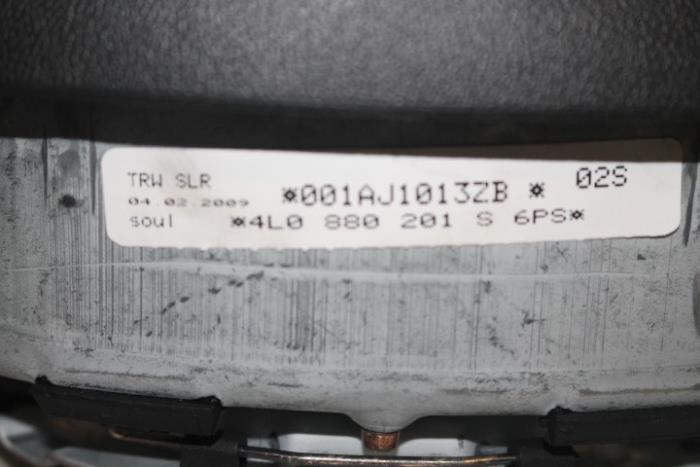 TRW SLR *001AJ1013ZB * 02S
04.02.2009
soul *4L0 880 201 S 6PS*